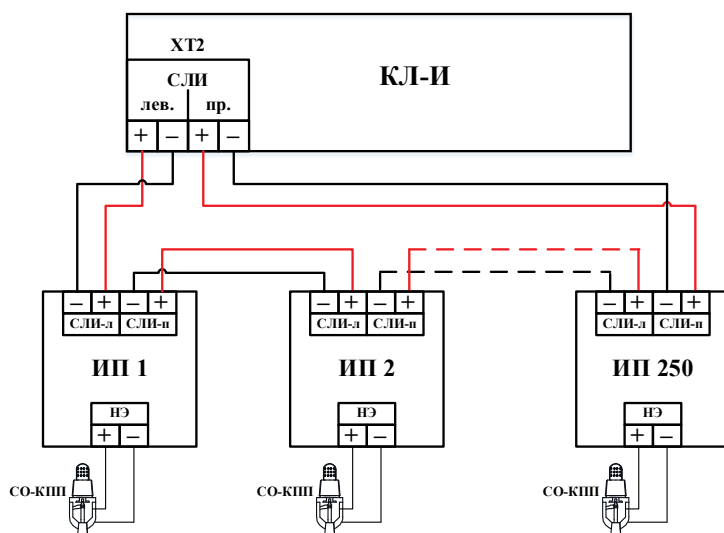 ХТ2
КЛ-И
СЛИ
лев. пр.
+ − + −
− + − + − + − + − + − +
СЛИ-л СЛИ-п СЛИ-л СЛИ-п СЛИ-л СЛИ-п
ИП 1 ИП 2 ИП 250
НЭ НЭ НЭ
+ − + − + −
СО-КПП СО-КПП СО-КПП